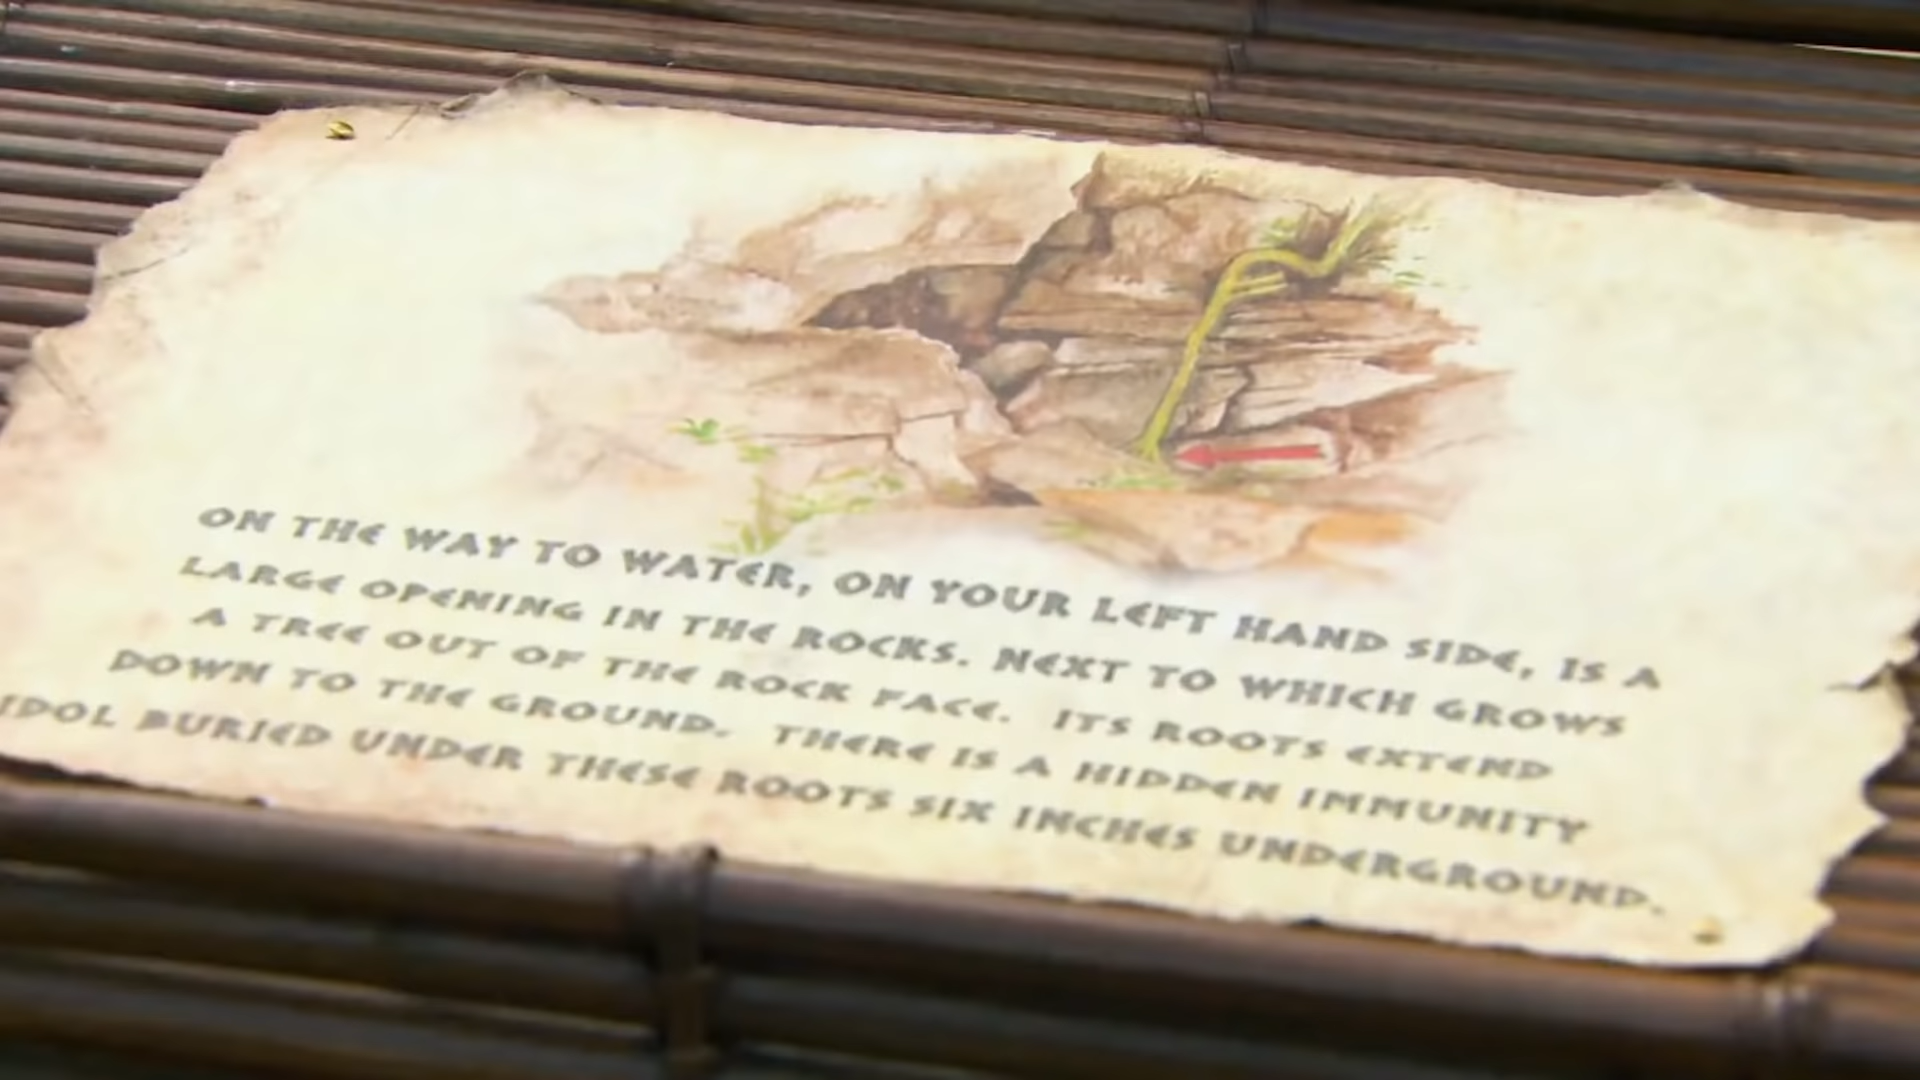 ON THE WAY TO WATER, ON YOUR LEFT HAND SIDE, IS A
LARGE OPENING IN THE ROCKS. NEXT TO WHICH GROWS
A TREE OUT OF THE ROCK FACE. ITS ROOTS EXTEND
DOWN TO THE GROUND. THERE IS A HIDDEN IMMUNITY
IDOL BURIED UNDER THESE ROOTS SIX INCHES UNDERGROUND.